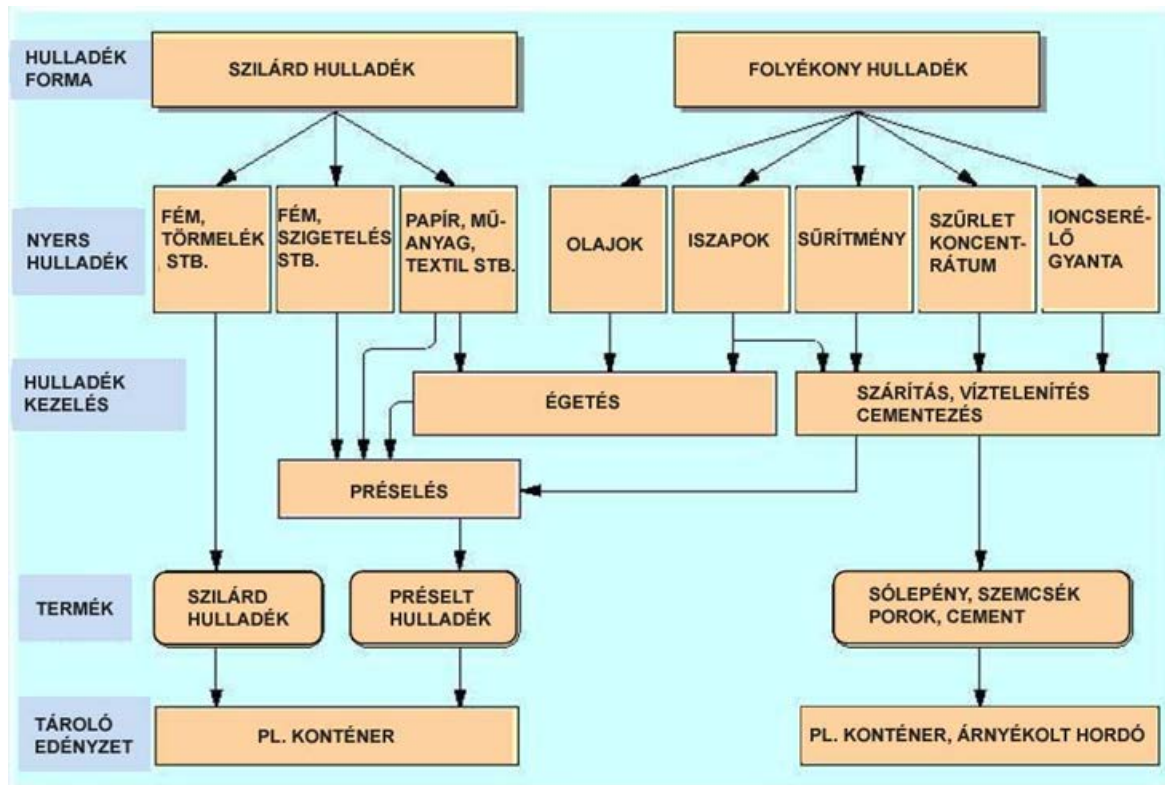 HULLADÉK
FORMA
SZILÁRD HULLADÉK
FOLYÉKONY HULLADÉK
NYERS
HULLADÉK
FÉM,
TÖRMELÉK
STB.
FÉM,
SZIGETELÉS
STB.
PAPÍR, MŰ-
ANYAG,
TEXTIL STB.
OLAJOK
ISZAPOK
SŰRÍTMÉNY
SZŰRLET
KONCENT-
RÁTUM
IONCSERÉ-
LŐ
GYANTA
HULLADÉK
KEZELÉS
ÉGETÉS
SZÁRÍTÁS, VÍZTELENÍTÉS
CEMENTEZÉS
PRÉSELÉS
TERMÉK
SZILÁRD
HULLADÉK
PRÉSELT
HULLADÉK
SÓLEPÉNY, SZEMCSÉK
POROK, CEMENT
TÁROLÓ
EDÉNYZET
PL. KONTÉNER
PL. KONTÉNER, ÁRNYÉKOLT HORDÓ